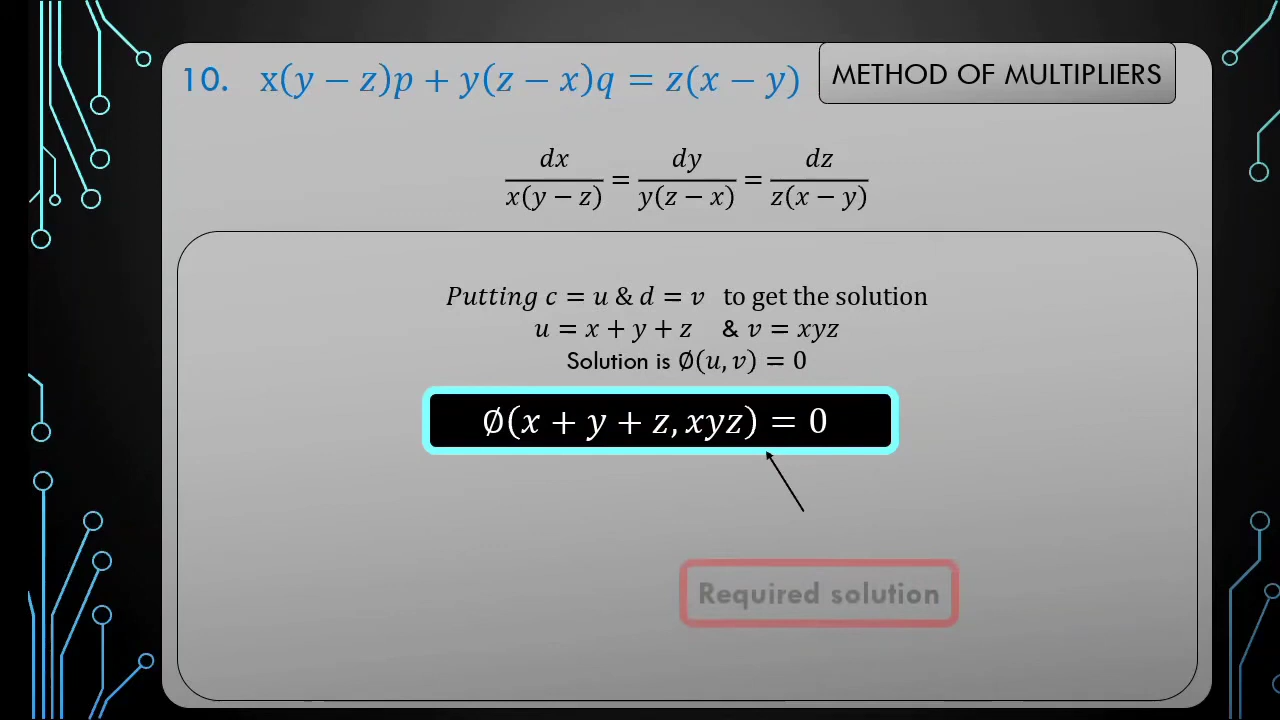 10. x(y − z)p + y(z − x)q = z(x − y)
METHOD OF MULTIPLIERS
dx/x(y − z) = dy/y(z − x) = dz/z(x − y)
Putting c = u & d = v to get the solution
u = x + y + z & v = xyz
Solution is ∅(u, v) = 0
∅(x + y + z, xyz) = 0
Required solution